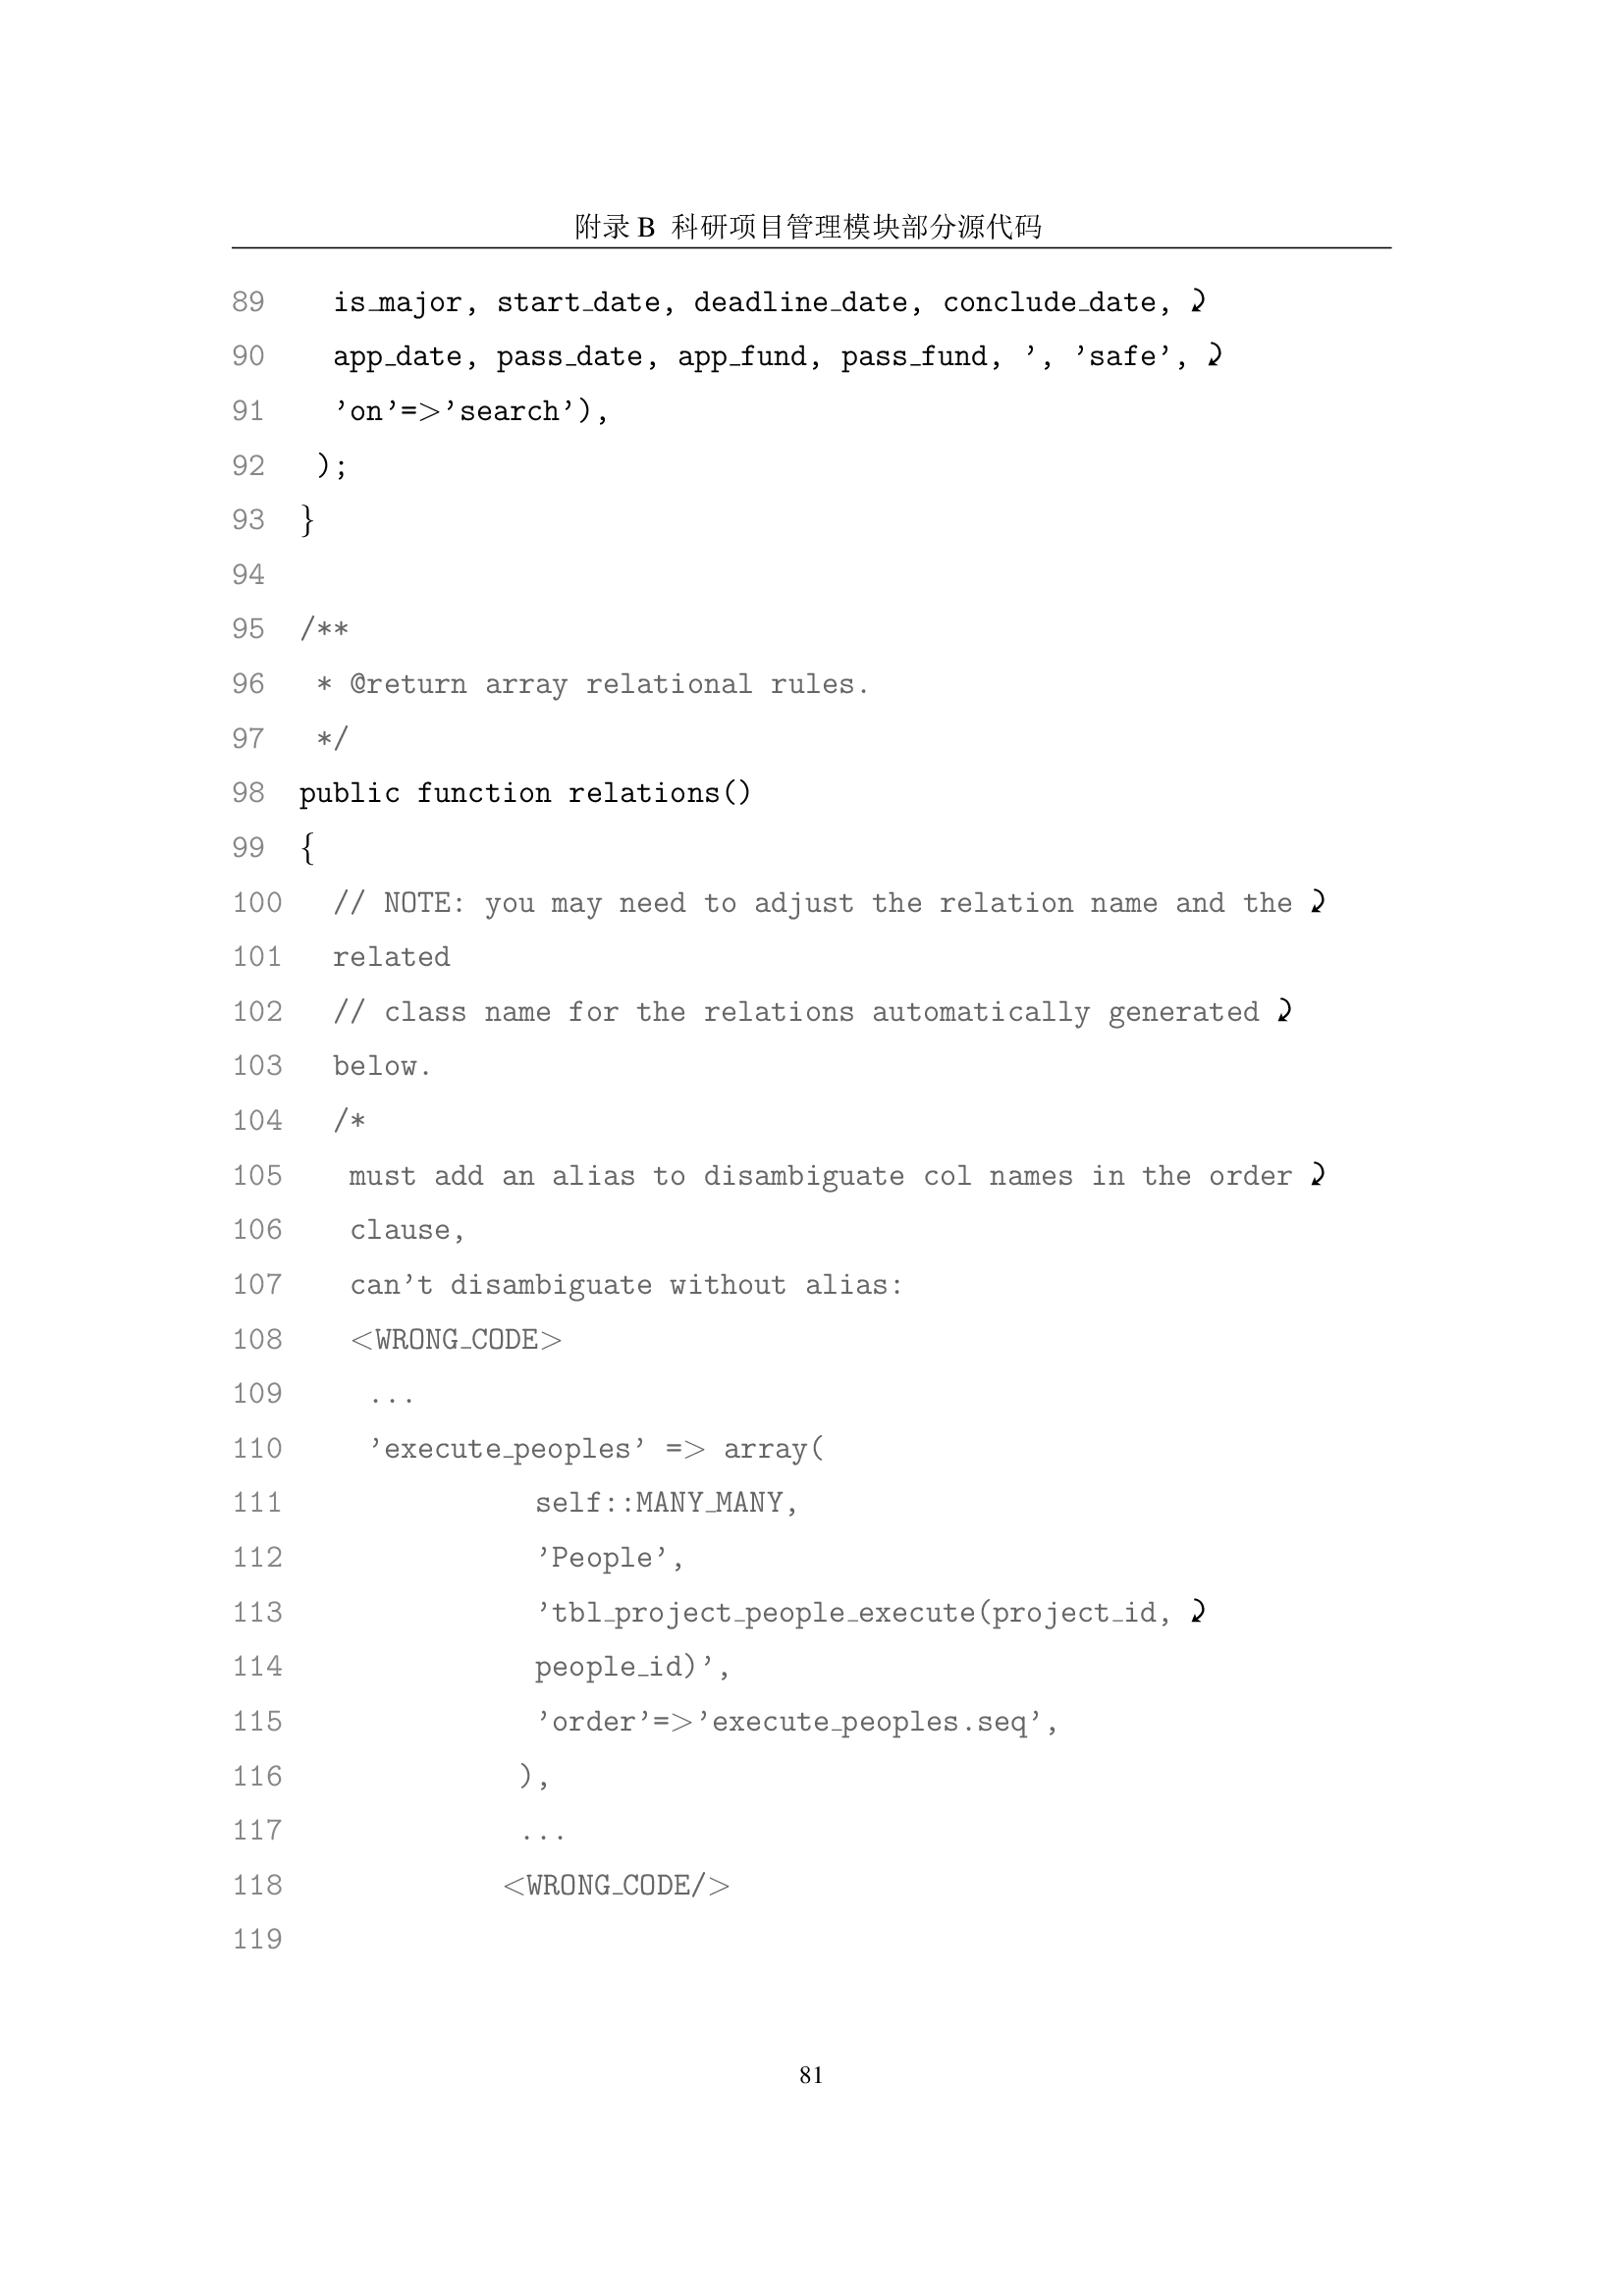 附录 B 科研项目管理模块部分源代码
89    is_major, start_date, deadline_date, conclude_date, ⤸
90    app_date, pass_date, app_fund, pass_fund, ', 'safe', ⤸
91    'on'=>'search'),
92   );
93  }
94
95  /**
96   * @return array relational rules.
97   */
98  public function relations()
99  {
100   // NOTE: you may need to adjust the relation name and the ⤸
101   related
102   // class name for the relations automatically generated ⤸
103   below.
104   /*
105    must add an alias to disambiguate col names in the order ⤸
106    clause,
107    can't disambiguate without alias:
108    <WRONG_CODE>
109     ...
110     'execute_peoples' => array(
111               self::MANY_MANY,
112               'People',
113               'tbl_project_people_execute(project_id, ⤸
114               people_id)',
115               'order'=>'execute_peoples.seq',
116              ),
117              ...
118             <WRONG_CODE/>
119
81